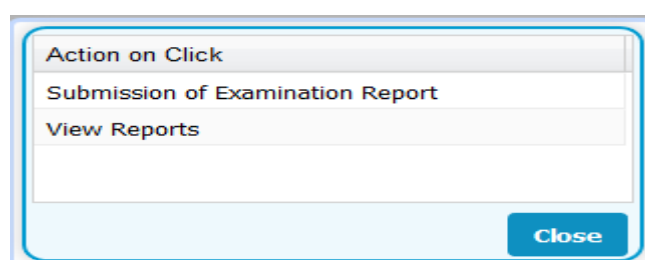 Action on Click
Submission of Examination Report
View Reports
Close